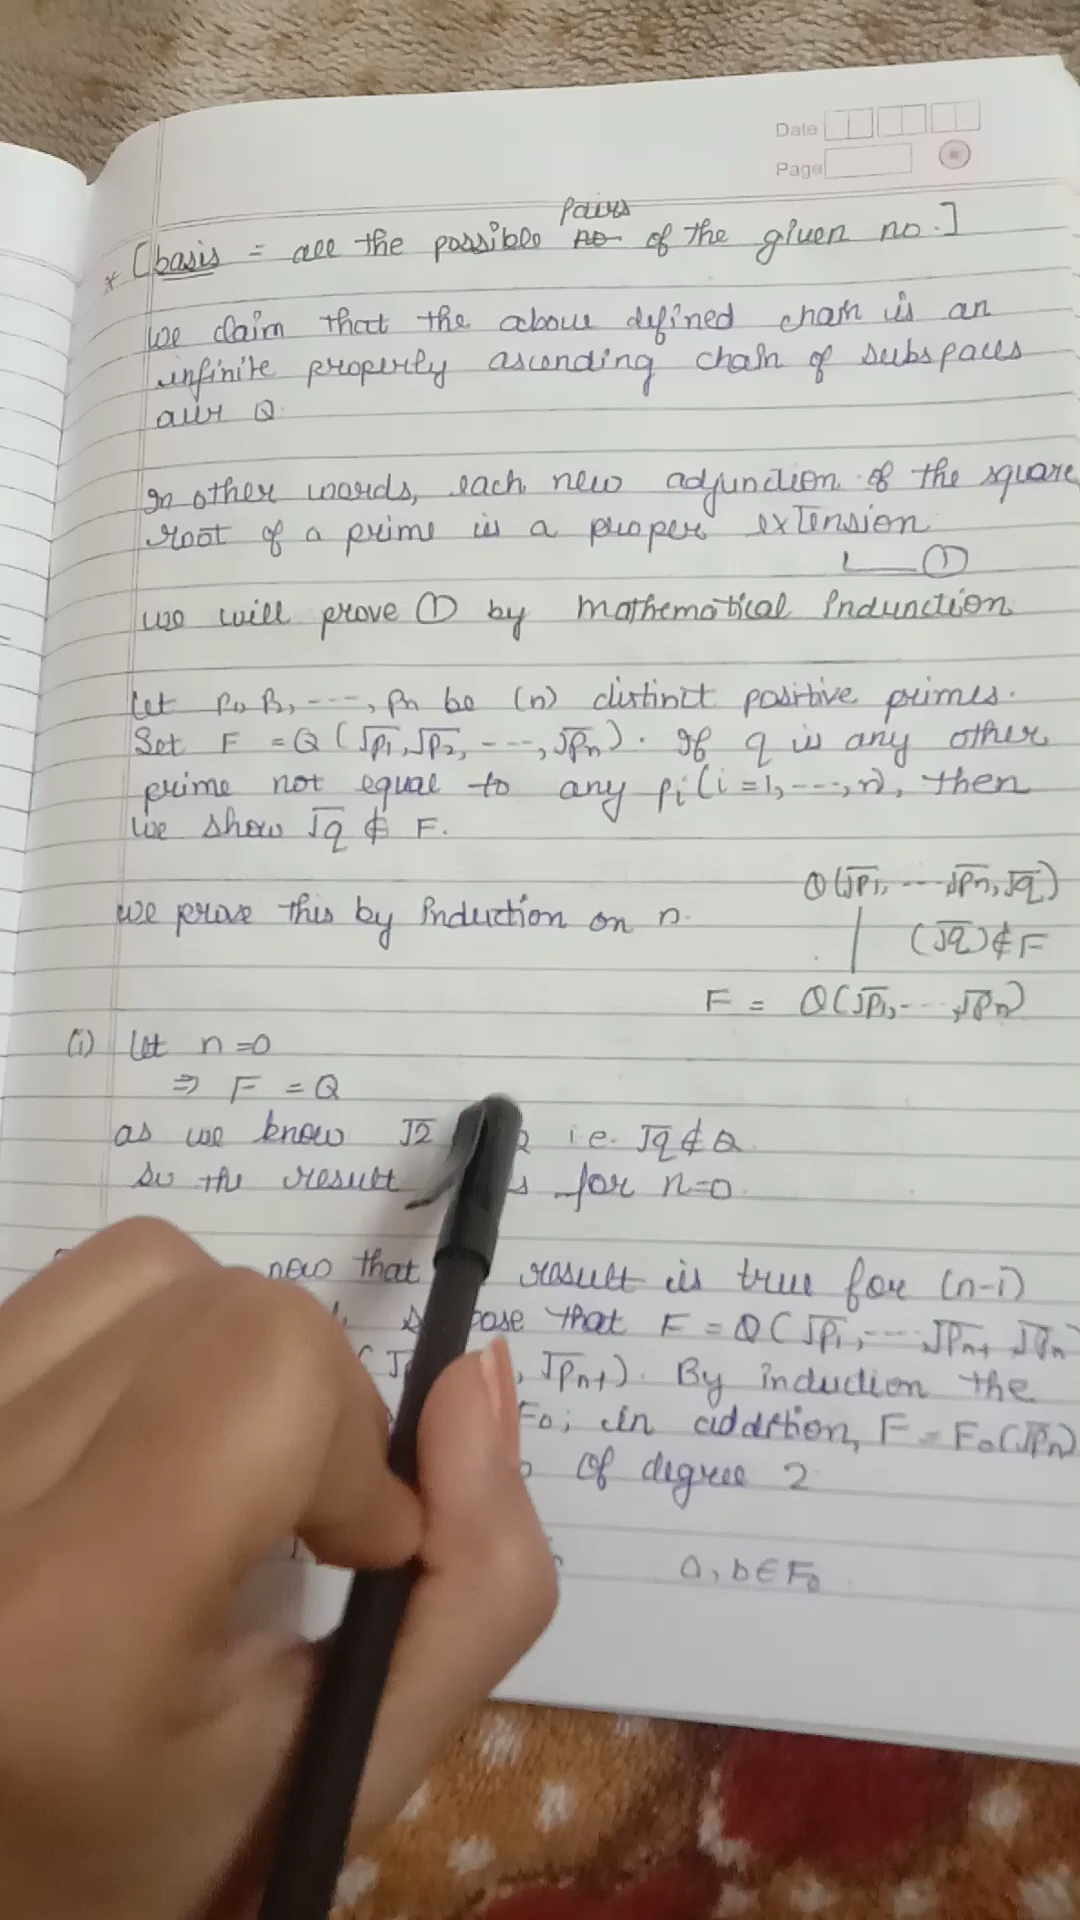 Date
Page
pairs
* [basis = all the possible no of the given no.]
we claim that the above defined chain is an
infinite property ascending chain of subspaces
over Q.
In other words, each new adjunction of the square
root of a prime is a proper extension
①
we will prove ① by mathematical Indunction
Let p₁, p₂, ---, pn be (n) distinct positive primes.
Set F = Q(√p₁, √p₂, ---, √pn). If q is any other
prime not equal to any pi (i=1, ---, n), then
we show √q ∉ F.
Q(√p₁, --- √pn, √q)
we prove this by induction on n.
(√q) ∉ F
F = Q(√p₁, ---, √pn)
(i) Let n=0
⇒ F = Q
as we know √2 i.e. √q ∉ Q
so the result for n=0.
now that result is true for (n-1)
that F = Q(√p₁, --- √pn-1, √pn)
√pn-1). By induction the
F₀; in addition, F = F₀(√pn)
of degree 2
a, b ∈ F₀